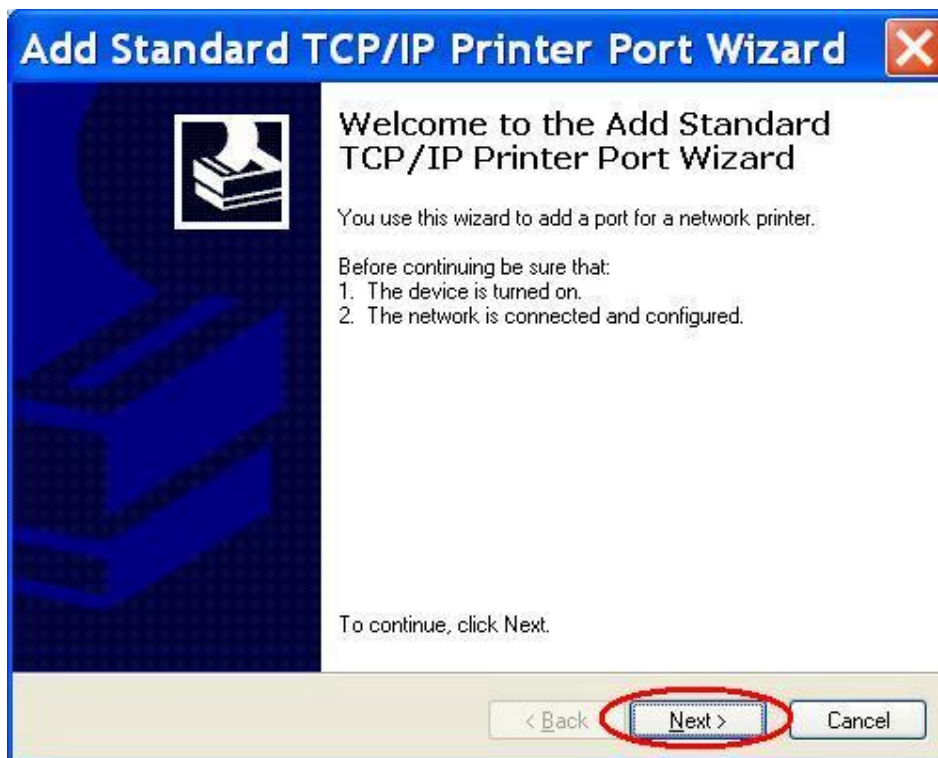 Add Standard TCP/IP Printer Port Wizard
Welcome to the Add Standard
TCP/IP Printer Port Wizard
You use this wizard to add a port for a network printer.
Before continuing be sure that:
1. The device is turned on.
2. The network is connected and configured.
To continue, click Next.
< Back Next > Cancel